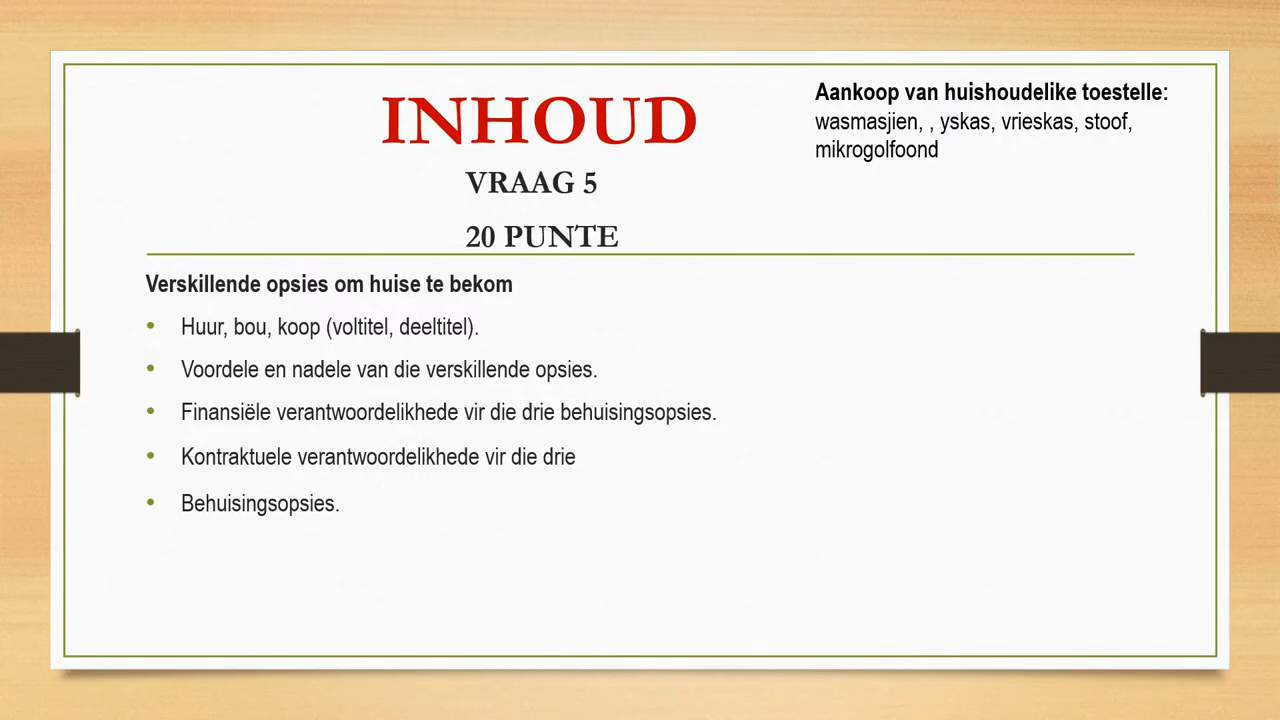 INHOUD
VRAAG 5
20 PUNTE
Aankoop van huishoudelike toestelle:
wasmasjien, , yskas, vrieskas, stoof,
mikrogolfoond
Verskillende opsies om huise te bekom
• Huur, bou, koop (voltitel, deeltitel).
• Voordele en nadele van die verskillende opsies.
• Finansiële verantwoordelikhede vir die drie behuisingsopsies.
• Kontraktuele verantwoordelikhede vir die drie
• Behuisingsopsies.